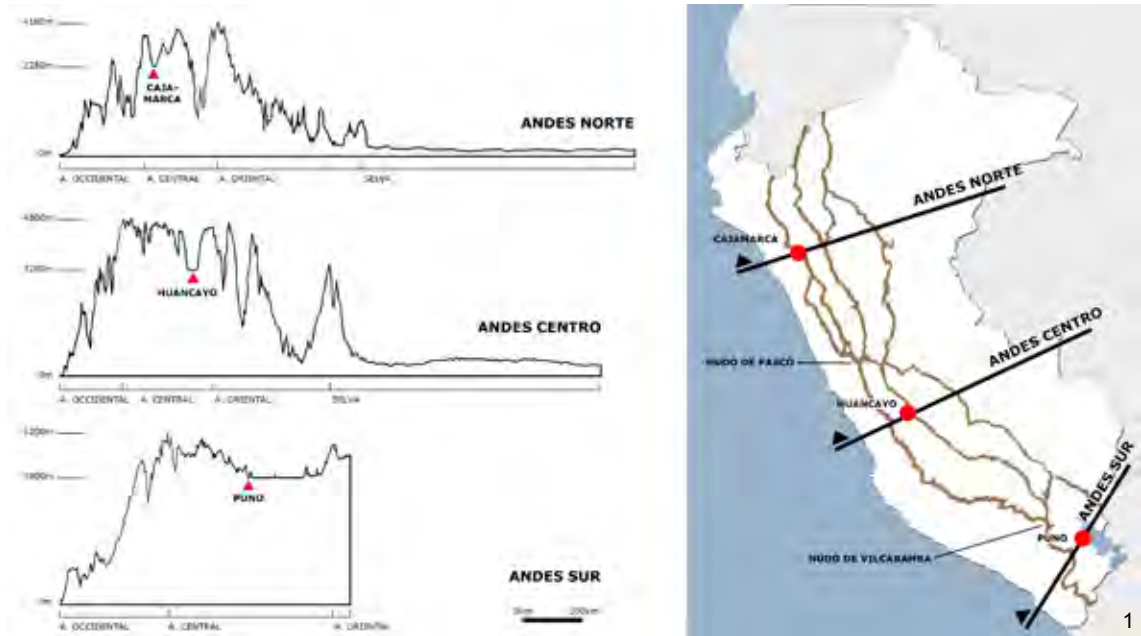 CAJA-
MARCA
ANDES NORTE
0m
A. OCCIDENTAL
A. CENTRAL
A. ORIENTAL
SELVA
HUANCAYO
ANDES CENTRO
0m
A. OCCIDENTAL
A. CENTRAL
A. ORIENTAL
SELVA
PUNO
ANDES SUR
0m
A. OCCIDENTAL
A. CENTRAL
A. ORIENTAL
ANDES NORTE
CAJAMARCA
ANDES CENTRO
NUDO DE PASCO
HUANCAYO
ANDES SUR
PUNO
NUDO DE VILCABAMBA
1